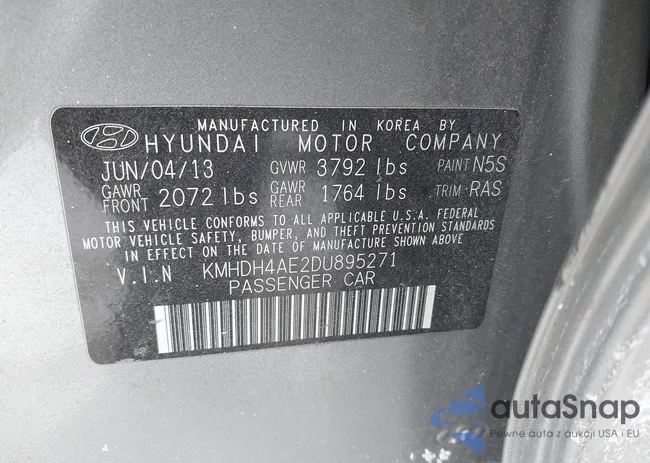 MANUFACTURED IN KOREA BY
HYUNDAI MOTOR COMPANY
JUN/04/13 GVWR 3792 lbs PAINT N5S
GAWR FRONT 2072 lbs GAWR REAR 1764 lbs TRIM: RAS
THIS VEHICLE CONFORMS TO ALL APPLICABLE U.S.A. FEDERAL
MOTOR VEHICLE SAFETY, BUMPER, AND THEFT PREVENTION STANDARDS
IN EFFECT ON THE DATE OF MANUFACTURE SHOWN ABOVE.
V.I.N KMHDH4AE2DU895271
PASSENGER CAR
autoSnap
Pewne auta z aukcji USA i EU